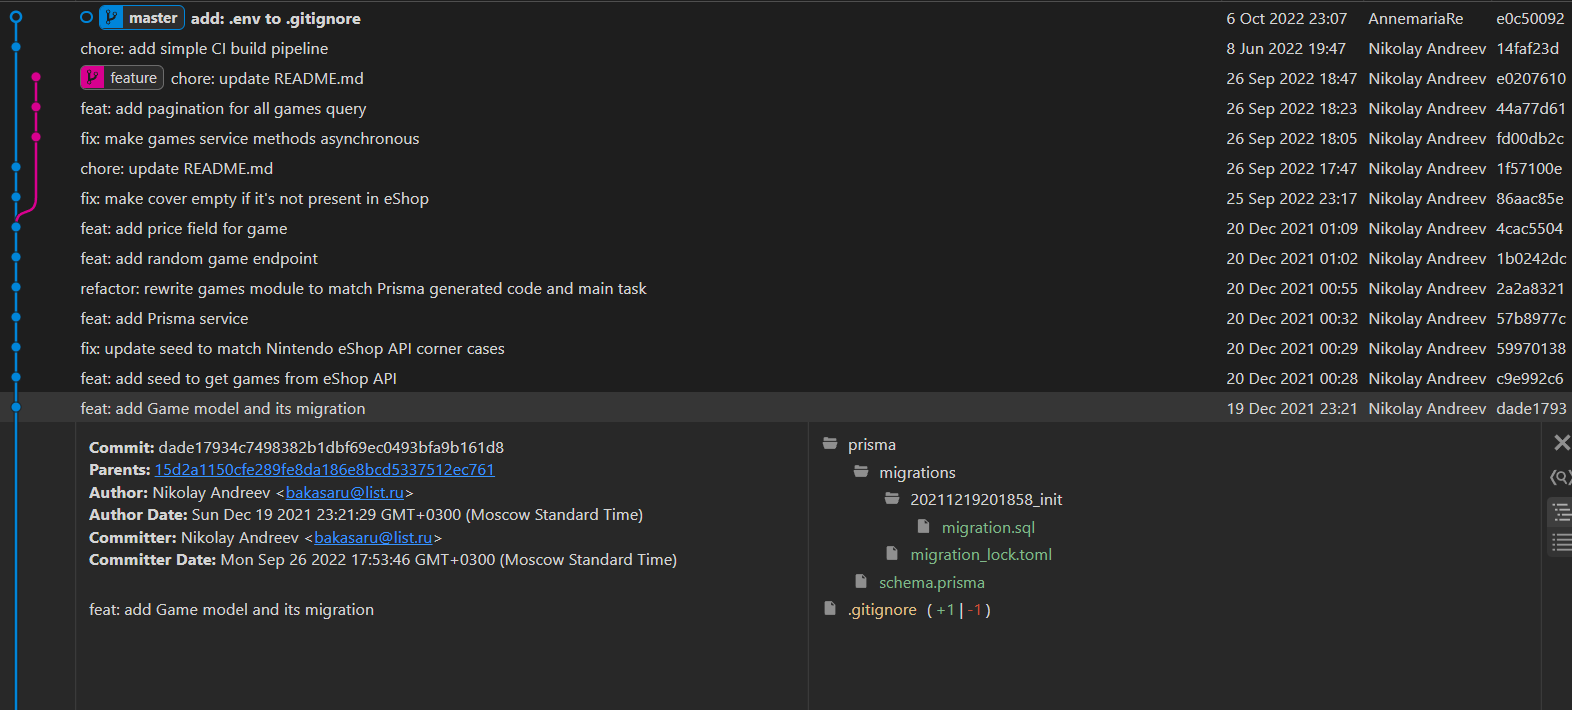 master add: .env to .gitignore 6 Oct 2022 23:07 AnnemariaRe e0c50092
chore: add simple CI build pipeline 8 Jun 2022 19:47 Nikolay Andreev 14faf23d
feature chore: update README.md 26 Sep 2022 18:47 Nikolay Andreev e0207610
feat: add pagination for all games query 26 Sep 2022 18:23 Nikolay Andreev 44a77d61
fix: make games service methods asynchronous 26 Sep 2022 18:05 Nikolay Andreev fd00db2c
chore: update README.md 26 Sep 2022 17:47 Nikolay Andreev 1f57100e
fix: make cover empty if it's not present in eShop 25 Sep 2022 23:17 Nikolay Andreev 86aac85e
feat: add price field for game 20 Dec 2021 01:09 Nikolay Andreev 4cac5504
feat: add random game endpoint 20 Dec 2021 01:02 Nikolay Andreev 1b0242dc
refactor: rewrite games module to match Prisma generated code and main task 20 Dec 2021 00:55 Nikolay Andreev 2a2a8321
feat: add Prisma service 20 Dec 2021 00:32 Nikolay Andreev 57b8977c
fix: update seed to match Nintendo eShop API corner cases 20 Dec 2021 00:29 Nikolay Andreev 59970138
feat: add seed to get games from eShop API 20 Dec 2021 00:28 Nikolay Andreev c9e992c6
feat: add Game model and its migration 19 Dec 2021 23:21 Nikolay Andreev dade1793
Commit: dade17934c7498382b1dbf69ec0493bfa9b161d8
Parents: 15d2a1150cfe289fe8da186e8bcd5337512ec761
Author: Nikolay Andreev <bakasaru@list.ru>
Author Date: Sun Dec 19 2021 23:21:29 GMT+0300 (Moscow Standard Time)
Committer: Nikolay Andreev <bakasaru@list.ru>
Committer Date: Mon Sep 26 2022 17:53:46 GMT+0300 (Moscow Standard Time)
feat: add Game model and its migration
prisma
migrations
20211219201858_init
migration.sql
migration_lock.toml
schema.prisma
.gitignore ( +1 | -1 )